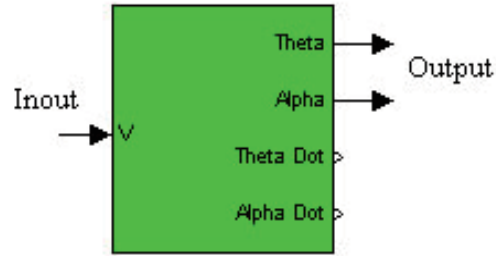 Theta
Output
Alpha
Inout
V
Theta Dot
Alpha Dot